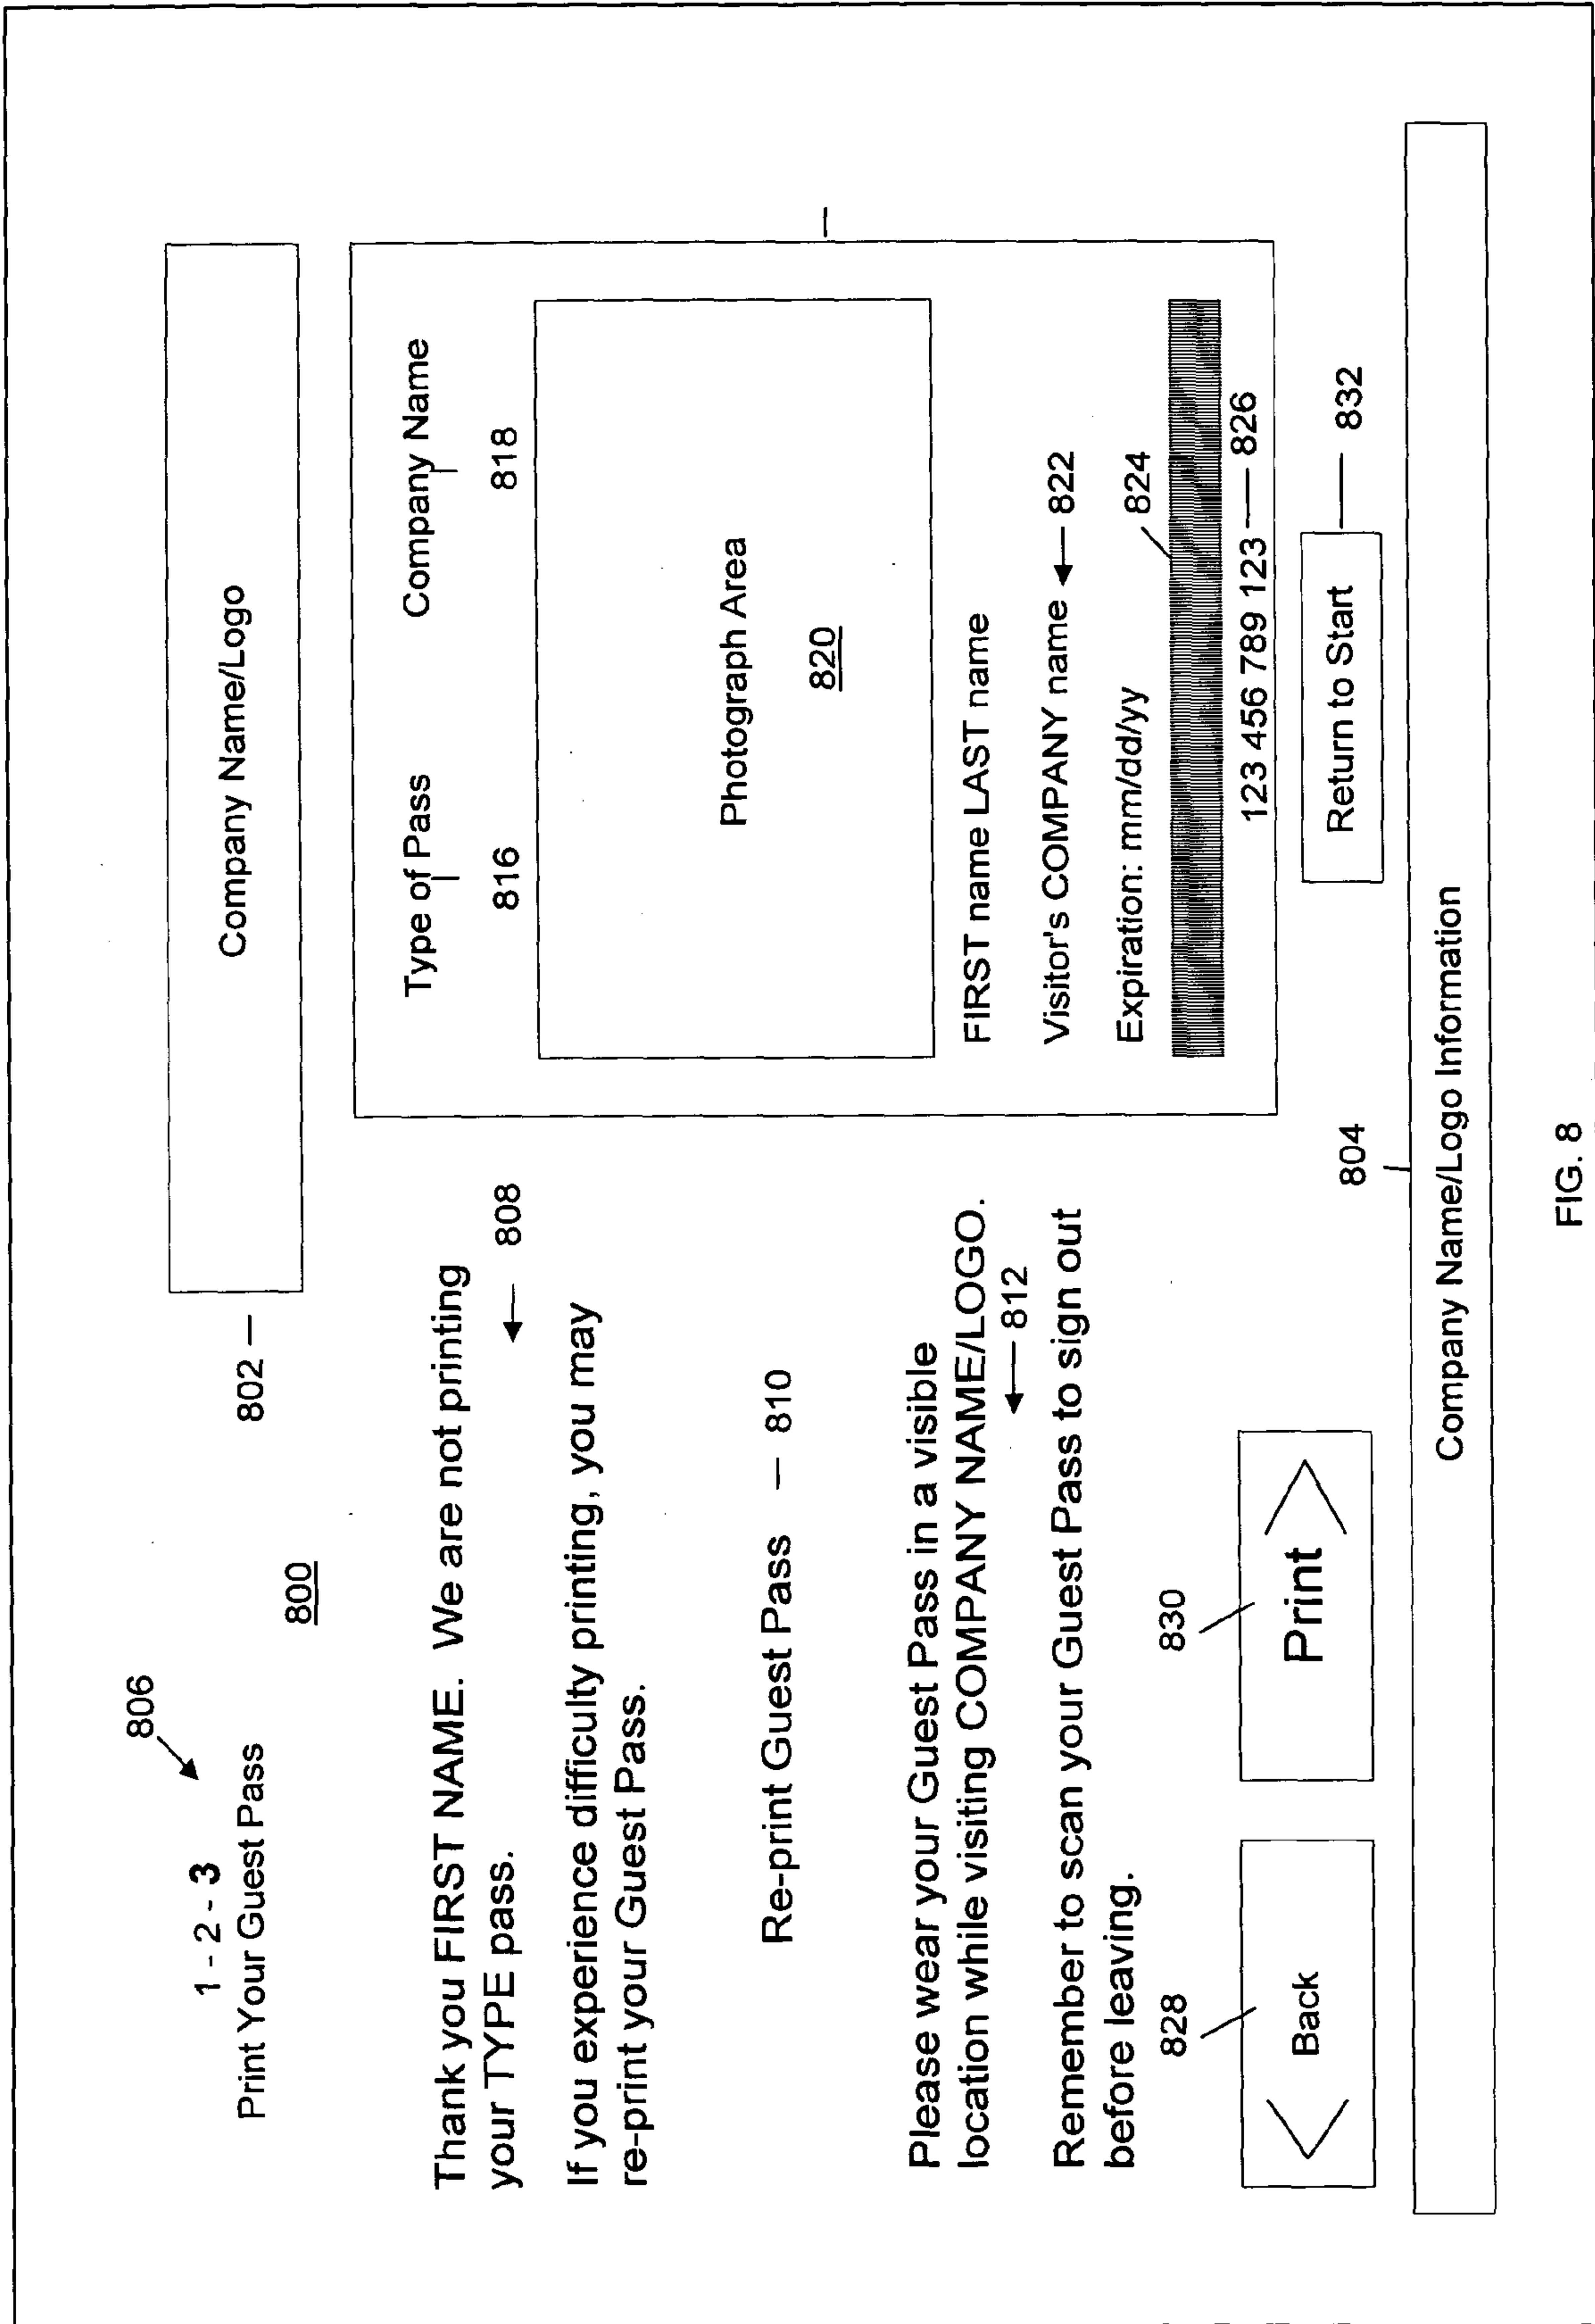 806
1 - 2 - 3
Print Your Guest Pass
800
802
Company Name/Logo
Thank you FIRST NAME. We are not printing
your TYPE pass.
808
If you experience difficulty printing, you may
re-print your Guest Pass.
Re-print Guest Pass
810
Please wear your Guest Pass in a visible
location while visiting COMPANY NAME/LOGO.
812
Remember to scan your Guest Pass to sign out
before leaving.
Type of Pass
Company Name
816
818
Photograph Area
820
FIRST name LAST name
Visitor's COMPANY name
822
Expiration: mm/dd/yy
824
123 456 789 123
826
828
Back
830
Print
Return to Start
832
804
Company Name/Logo Information
FIG. 8